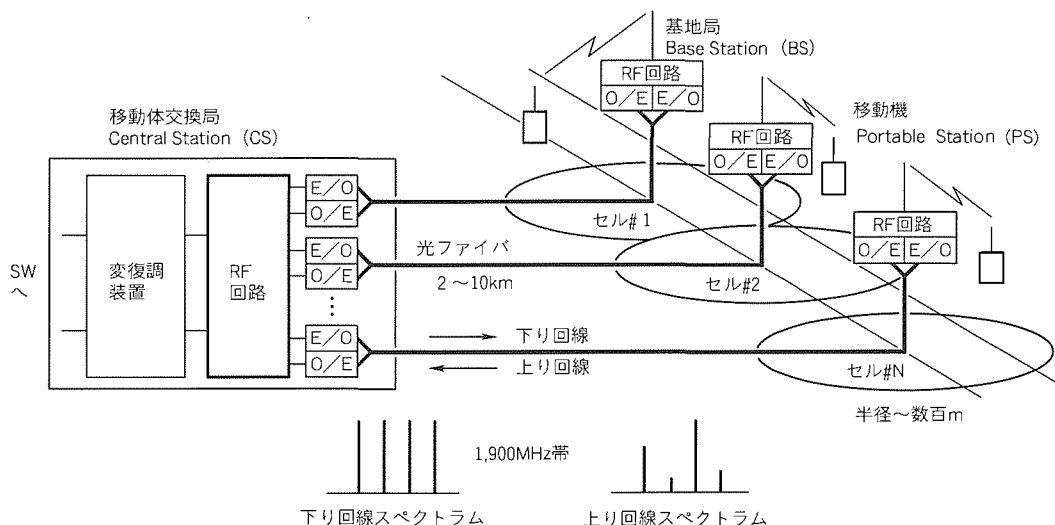 基地局
Base Station (BS)
RF回路
O/E E/O
移動機
Portable Station (PS)
RF回路
O/E E/O
RF回路
O/E E/O
移動体交換局
Central Station (CS)
SW
へ
変復調
装置
RF
回路
E/O
O/E
E/O
O/E
⋮
E/O
O/E
セル#1
光ファイバ
2～10km
セル#2
下り回線
上り回線
セル#N
半径～数百m
1,900MHz帯
下り回線スペクトラム
上り回線スペクトラム